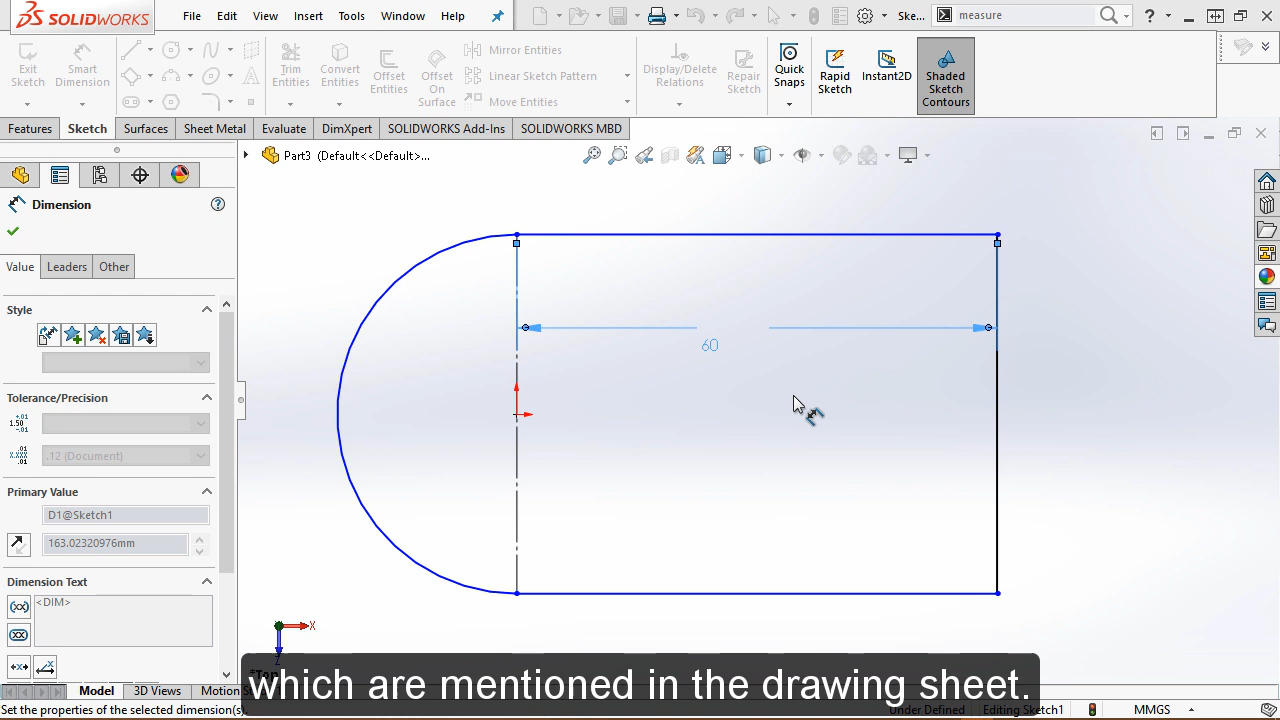 SOLIDWORKS File Edit View Insert Tools Window Help Ske... measure ?
Exit Sketch Smart Dimension Trim Entities Convert Entities Offset Entities Offset On Surface Mirror Entities Linear Sketch Pattern Move Entities Display/Delete Relations Repair Sketch Quick Snaps Rapid Sketch Instant2D Shaded Sketch Contours
Features Sketch Surfaces Sheet Metal Evaluate DimXpert SOLIDWORKS Add-Ins SOLIDWORKS MBD
Part3 (Default<<Default>...
Dimension ?
Value Leaders Other
Style
Tolerance/Precision
.12 (Document)
Primary Value
D1@Sketch1
163.02320976mm
Dimension Text
<DIM>
60
X
*Top
which are mentioned in the drawing sheet.
Model 3D Views Motion St
Set the properties of the selected dimension(s). Under Defined Editing Sketch1 MMGS